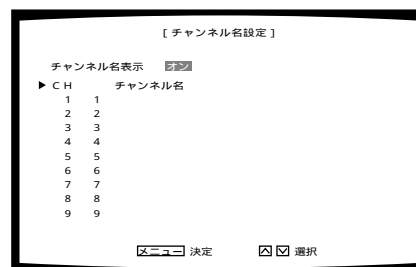 [ チャンネル名設定 ]
チャンネル名表示 オン
▶ C H チャンネル名
1 1
2 2
3 3
4 4
5 5
6 6
7 7
8 8
9 9
メニュー 決定 選択